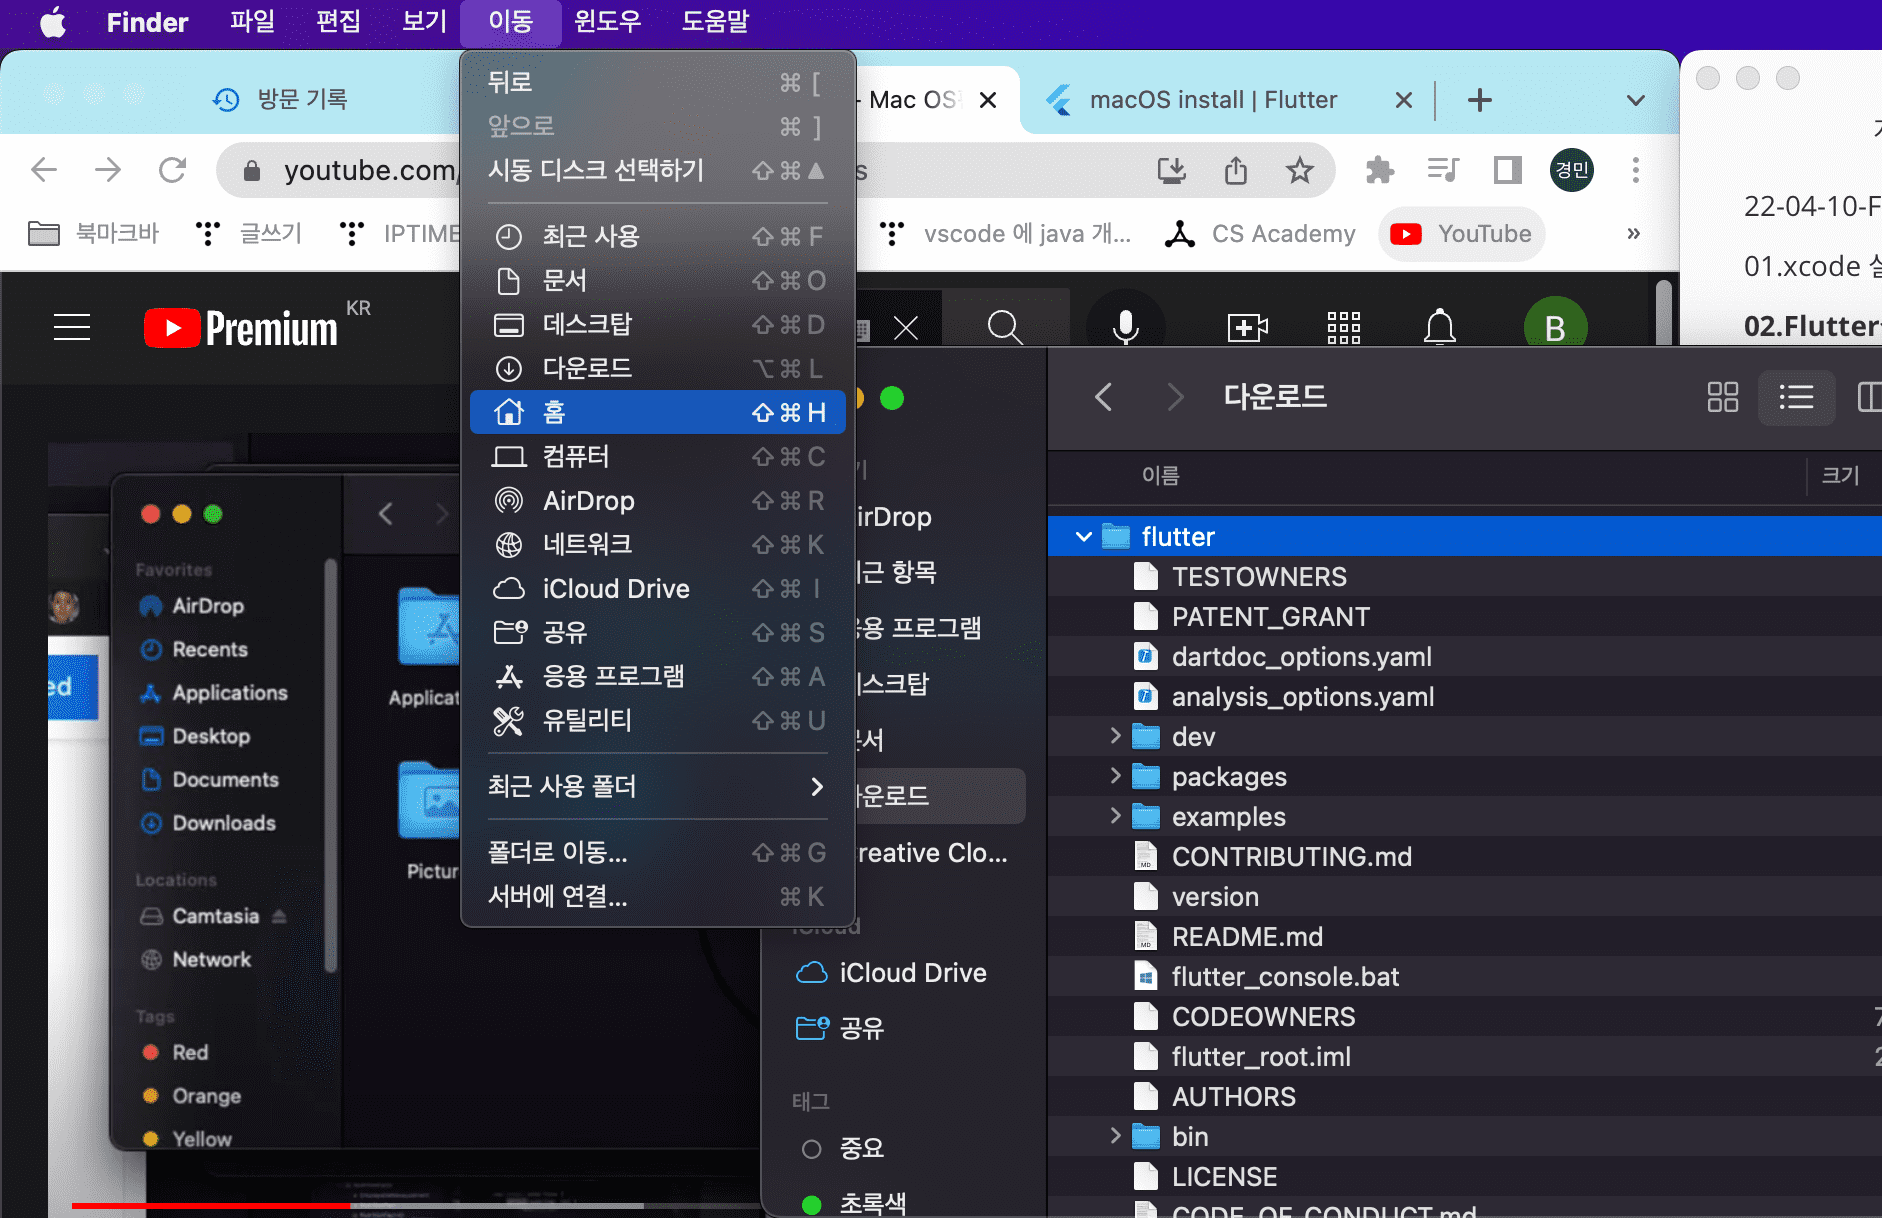 Finder 파일 편집 보기 이동 윈도우 도움말
방문 기록
- Mac OS
macOS install | Flutter
youtube.com/
s
경민
북마크바
글쓰기
IPTIME
vscode 에 java 개...
CS Academy
YouTube
»
Premium KR
B
뒤로 ⌘ [
앞으로 ⌘ ]
시동 디스크 선택하기 ⇧⌘▲
최근 사용 ⇧⌘F
문서 ⇧⌘O
데스크탑 ⇧⌘D
다운로드 ⌥⌘L
홈 ⇧⌘H
컴퓨터 ⇧⌘C
AirDrop ⇧⌘R
네트워크 ⇧⌘K
iCloud Drive ⇧⌘I
공유 ⇧⌘S
응용 프로그램 ⇧⌘A
유틸리티 ⇧⌘U
최근 사용 폴더
폴더로 이동... ⇧⌘G
서버에 연결... ⌘K
22-04-10-F
01.xcode 설
02.Flutter
ed
Favorites
AirDrop
Recents
Applications
Desktop
Documents
Downloads
Locations
Camtasia
Network
Tags
Red
Orange
Yellow
Applicat
Pictur
irDrop
근 항목
용 프로그램
스크탑
서
운로드
reative Clo...
iCloud
iCloud Drive
공유
태그
중요
초록색
다운로드
이름 크기
flutter
TESTOWNERS
PATENT_GRANT
dartdoc_options.yaml
analysis_options.yaml
dev
packages
examples
CONTRIBUTING.md
version
README.md
flutter_console.bat
CODEOWNERS 7
flutter_root.iml 2
AUTHORS
bin
LICENSE
CODE_OF_CONDUCT.md